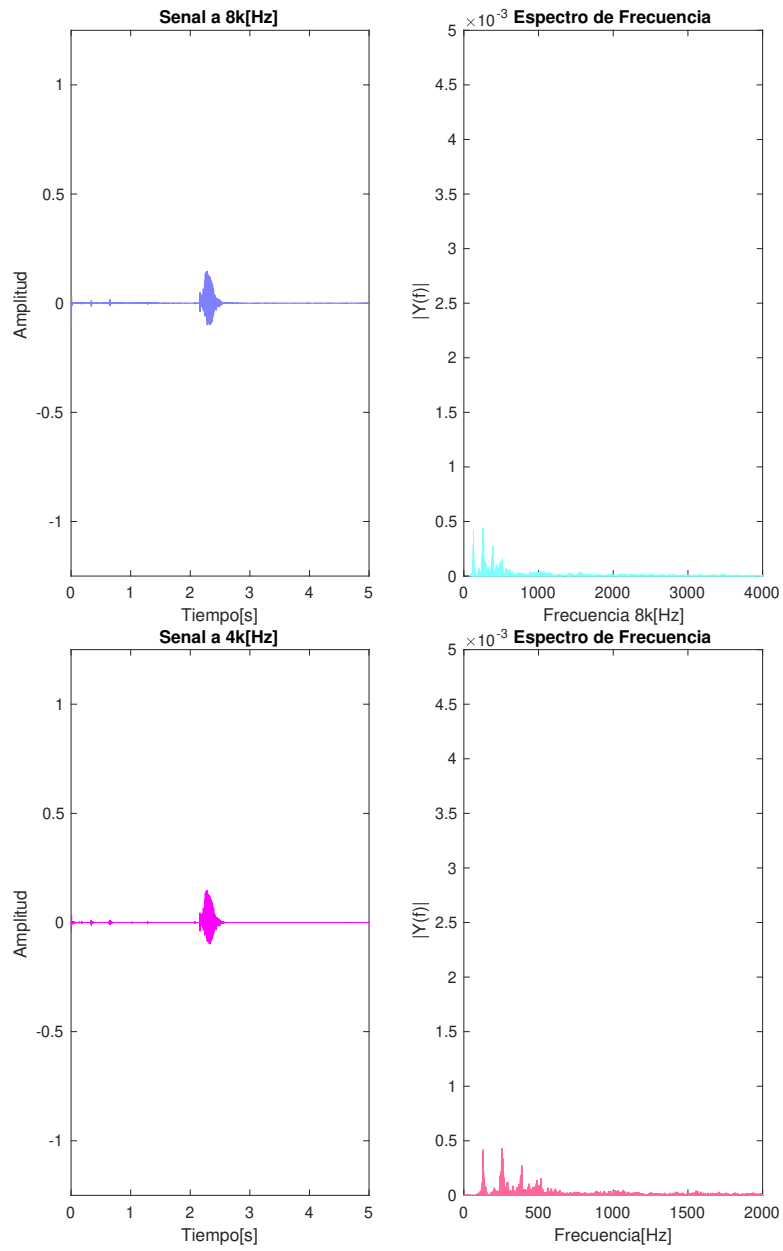 Senal a 8k[Hz]
1
0.5
0
-0.5
-1
Amplitud
0 1 2 3 4 5
Tiempo[s]
×10^-3 Espectro de Frecuencia
5
4.5
4
3.5
3
2.5
2
1.5
1
0.5
0
|Y(f)|
0 1000 2000 3000 4000
Frecuencia 8k[Hz]
Senal a 4k[Hz]
1
0.5
0
-0.5
-1
Amplitud
0 1 2 3 4 5
Tiempo[s]
×10^-3 Espectro de Frecuencia
5
4.5
4
3.5
3
2.5
2
1.5
1
0.5
0
|Y(f)|
0 500 1000 1500 2000
Frecuencia[Hz]